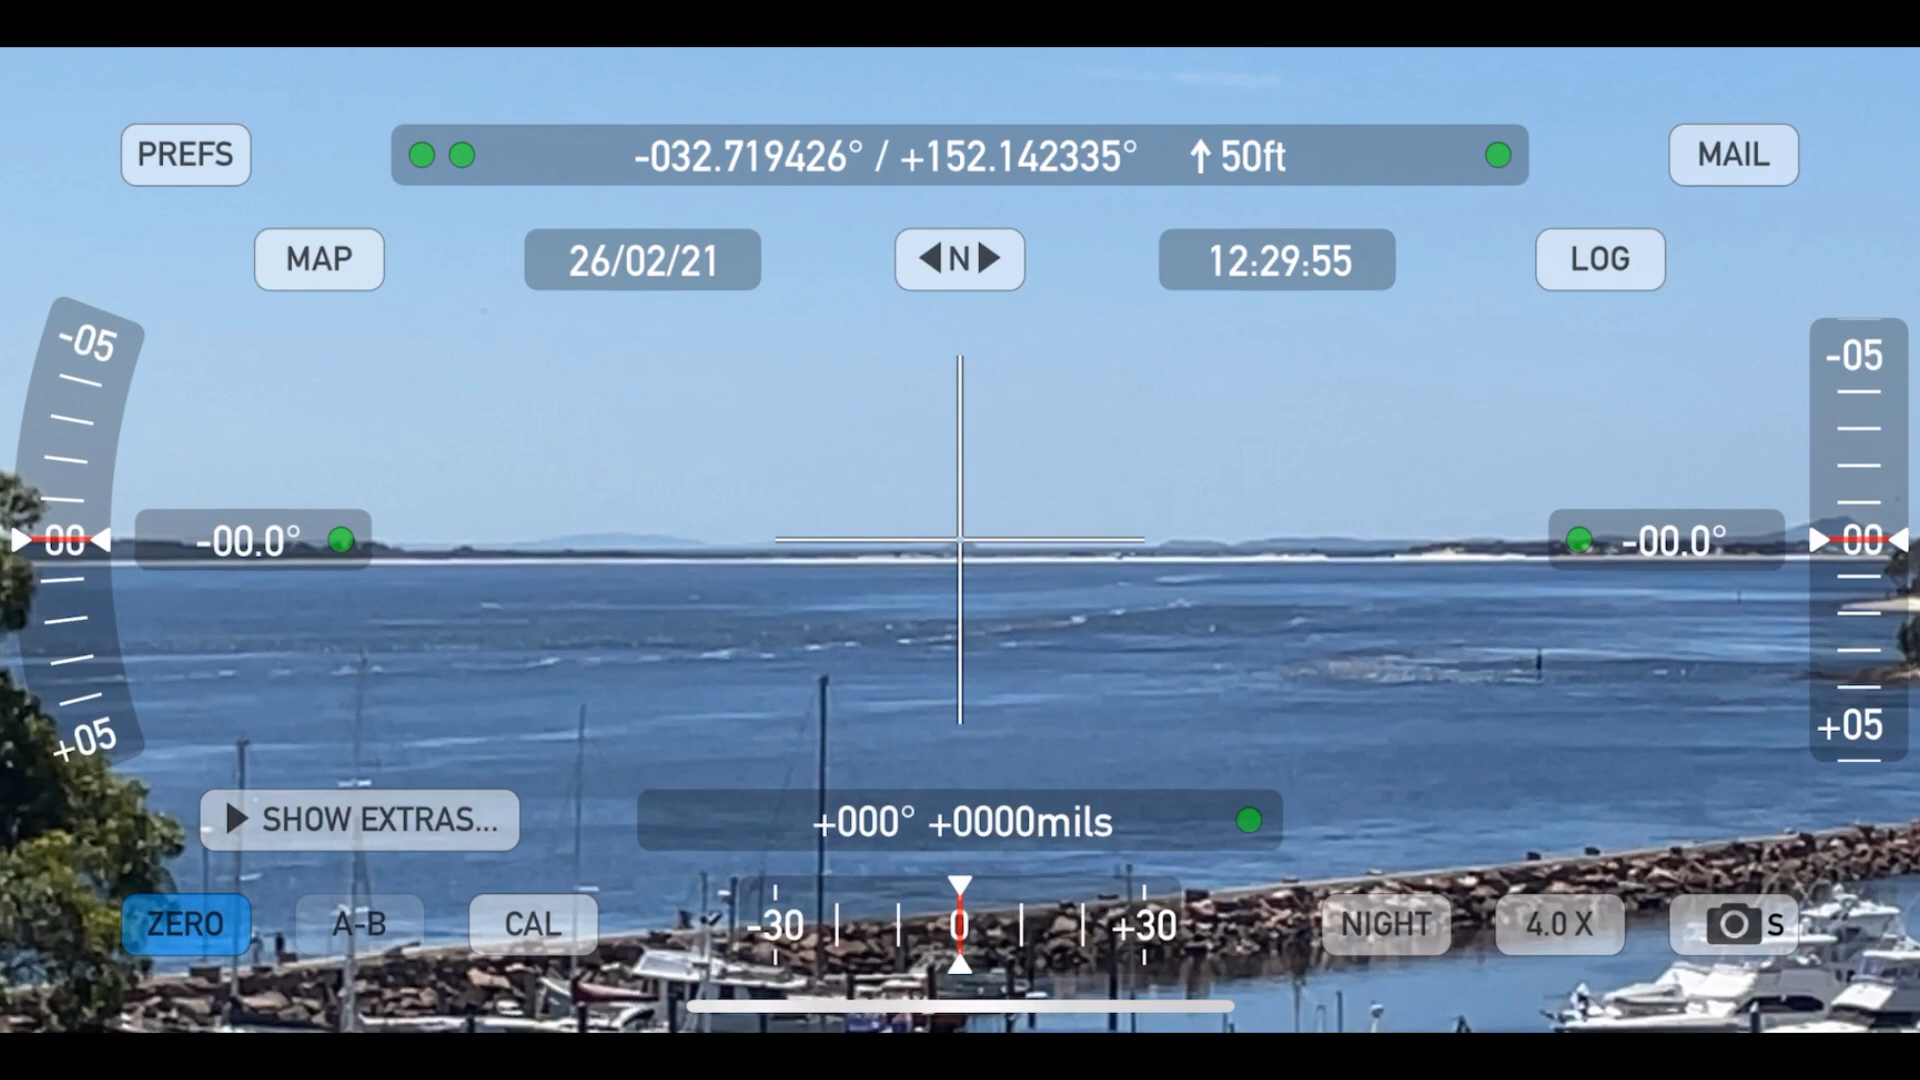 PREFS
-032.719426° / +152.142335° ↑50ft
MAIL
MAP
26/02/21
◀N▶
12:29:55
LOG
-05
00
+05
-00.0°
-00.0°
-05
00
+05
▶ SHOW EXTRAS...
+000° +0000mils
ZERO
A-B
CAL
-30 0 +30
NIGHT
4.0 X
S